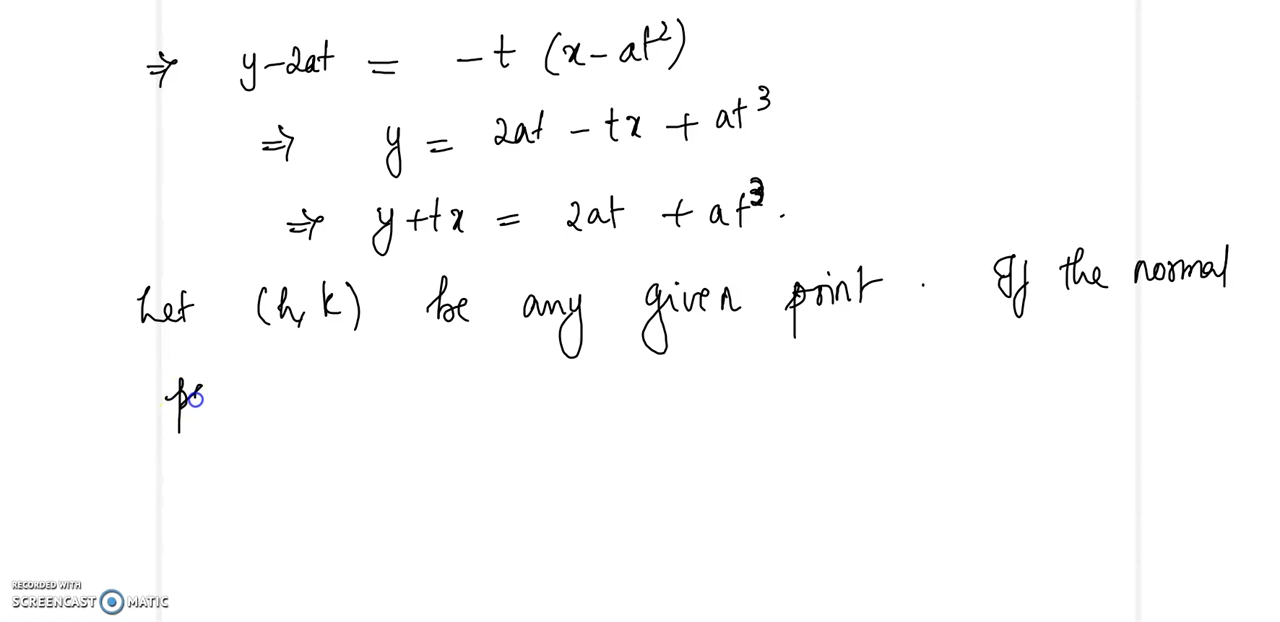 ⇒ y-2at = -t (x-at²)
⇒ y = 2at - tx + at³
⇒ y+tx = 2at + at³.
Let (h,k) be any given point. If the normal
RECORDED WITH
SCREENCAST MATIC